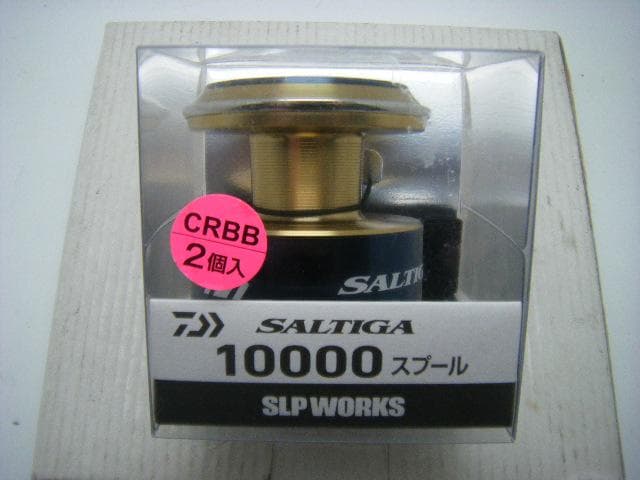 CRBB
2個入
SALTIGA
SALTIGA
10000 スプール
SLP WORKS